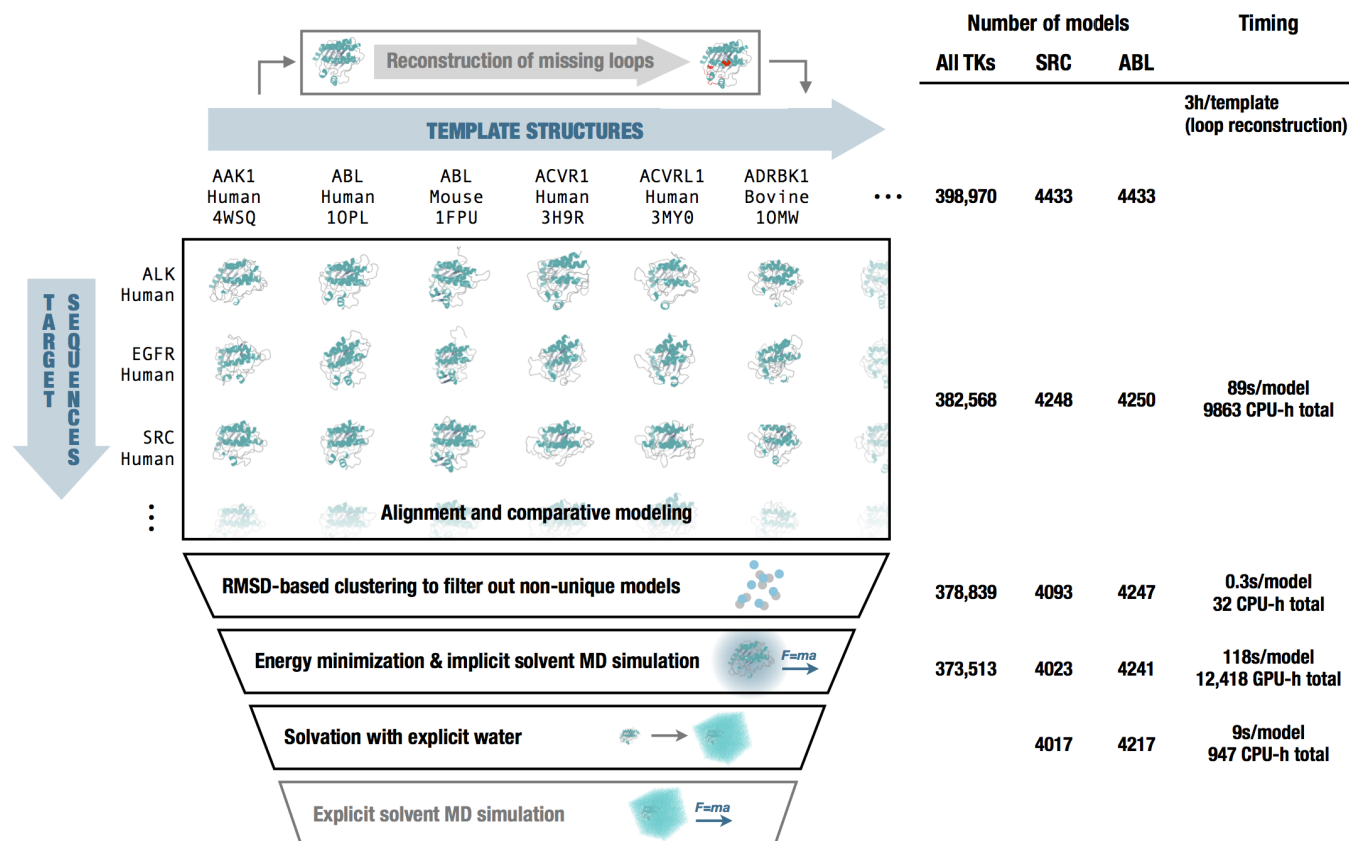 Number of models
Timing
All TKs
SRC
ABL
Reconstruction of missing loops
3h/template
(loop reconstruction)
TEMPLATE STRUCTURES
AAK1
Human
4WSQ
ABL
Human
1OPL
ABL
Mouse
1FPU
ACVR1
Human
3H9R
ACVRL1
Human
3MY0
ADRBK1
Bovine
1OMW
...
398,970
4433
4433
TARGET
SEQUENCES
ALK
Human
EGFR
Human
SRC
Human
...
Alignment and comparative modeling
382,568
4248
4250
89s/model
9863 CPU-h total
RMSD-based clustering to filter out non-unique models
378,839
4093
4247
0.3s/model
32 CPU-h total
Energy minimization & implicit solvent MD simulation
F=ma
373,513
4023
4241
118s/model
12,418 GPU-h total
Solvation with explicit water
4017
4217
9s/model
947 CPU-h total
Explicit solvent MD simulation
F=ma